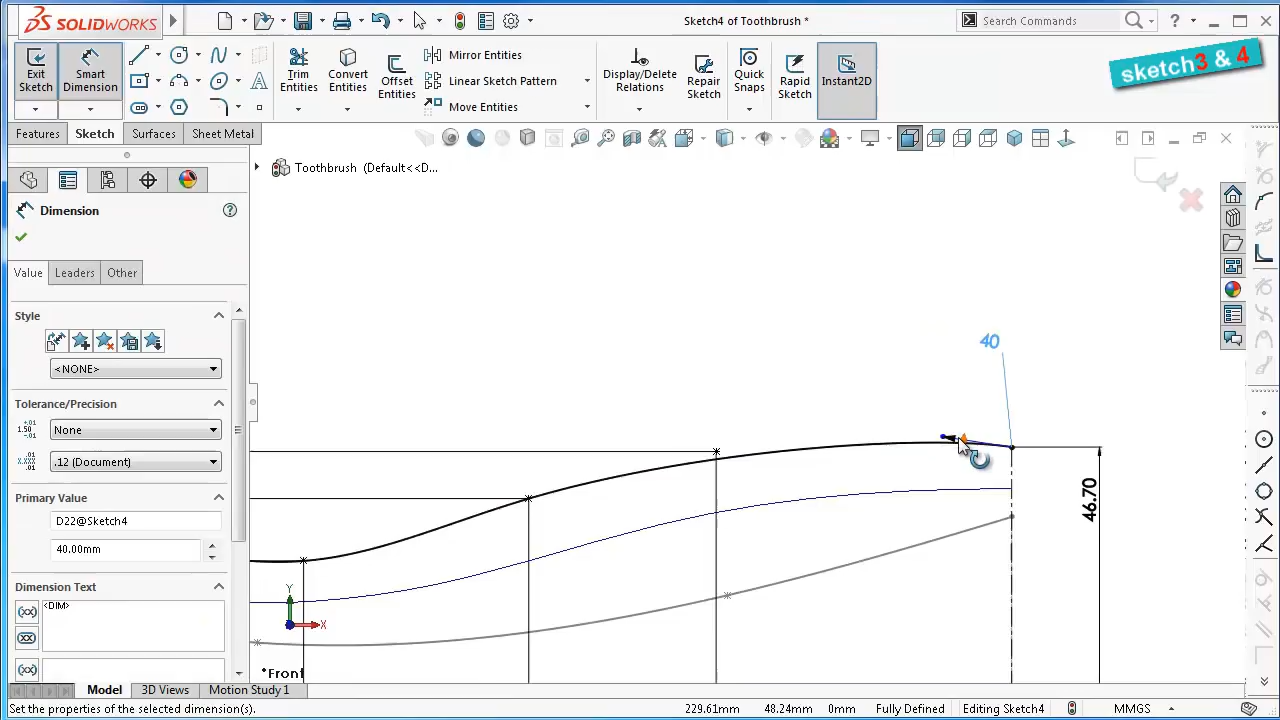 SOLIDWORKS
Sketch4 of Toothbrush *
Search Commands
?
sketch3 & 4
Exit Sketch
Smart Dimension
Trim Entities
Convert Entities
Offset Entities
Mirror Entities
Linear Sketch Pattern
Move Entities
Display/Delete Relations
Repair Sketch
Quick Snaps
Rapid Sketch
Instant2D
Features
Sketch
Surfaces
Sheet Metal
Toothbrush (Default<<D...
Dimension
?
Value
Leaders
Other
Style
<NONE>
Tolerance/Precision
1.50
None
.12 (Document)
Primary Value
D22@Sketch4
40.00mm
Dimension Text
<DIM>
(xx)
40
46.70
Y
X
*Front
Model
3D Views
Motion Study 1
Set the properties of the selected dimension(s).
229.61mm
48.24mm
0mm
Fully Defined
Editing Sketch4
MMGS